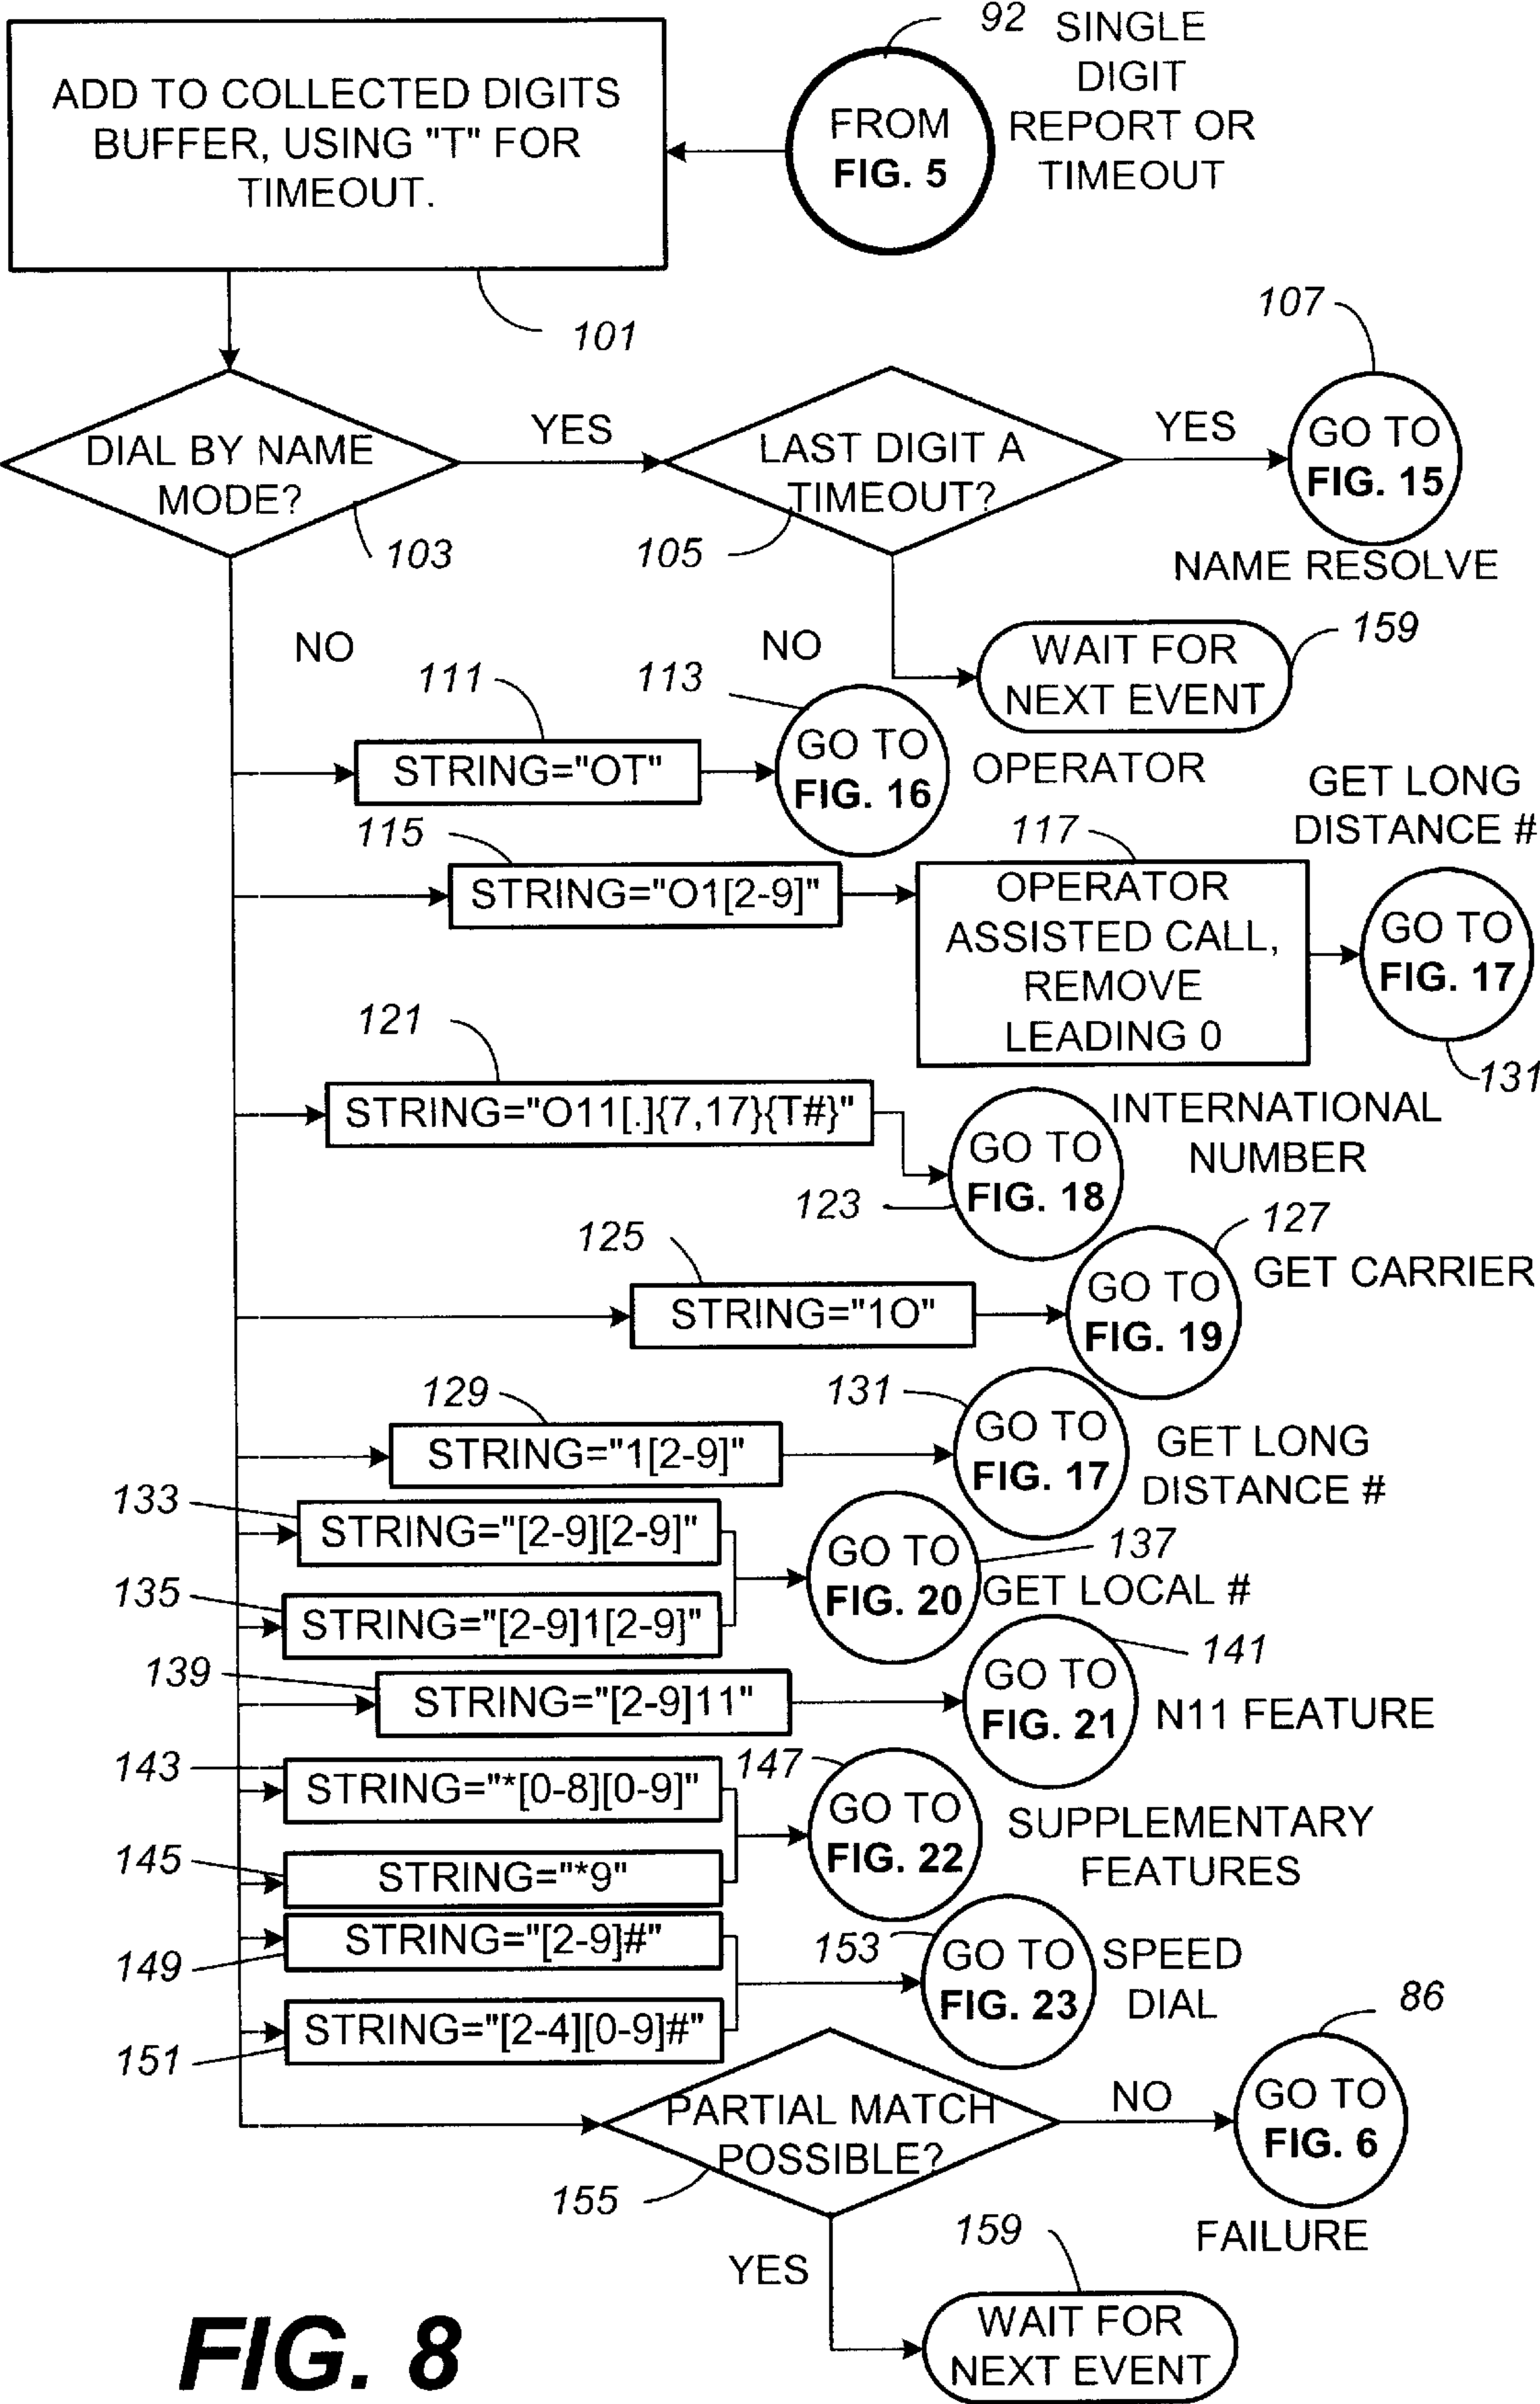 92
SINGLE
DIGIT
REPORT OR
TIMEOUT
ADD TO COLLECTED DIGITS
BUFFER, USING "T" FOR
TIMEOUT.
FROM
FIG. 5
101
107
DIAL BY NAME
MODE?
103
YES
LAST DIGIT A
TIMEOUT?
105
YES
GO TO
FIG. 15
NAME RESOLVE
NO
NO
WAIT FOR
NEXT EVENT
159
111
STRING="OT"
113
GO TO
FIG. 16
OPERATOR
115
STRING="O1[2-9]"
117
OPERATOR
ASSISTED CALL,
REMOVE
LEADING 0
GET LONG
DISTANCE #
GO TO
FIG. 17
131
121
STRING="O11[.]{7,17}{T#}"
123
GO TO
FIG. 18
INTERNATIONAL
NUMBER
125
STRING="1O"
127
GO TO
FIG. 19
GET CARRIER
129
STRING="1[2-9]"
131
GO TO
FIG. 17
GET LONG
DISTANCE #
133
STRING="[2-9][2-9]"
135
STRING="[2-9]1[2-9]"
GO TO
FIG. 20
137
GET LOCAL #
139
STRING="[2-9]11"
GO TO
FIG. 21
141
N11 FEATURE
143
STRING="*[0-8][0-9]"
145
STRING="*9"
147
GO TO
FIG. 22
SUPPLEMENTARY
FEATURES
149
STRING="[2-9]#"
151
STRING="[2-4][0-9]#"
153
GO TO
FIG. 23
SPEED
DIAL
PARTIAL MATCH
POSSIBLE?
155
NO
86
GO TO
FIG. 6
FAILURE
YES
159
WAIT FOR
NEXT EVENT
FIG. 8